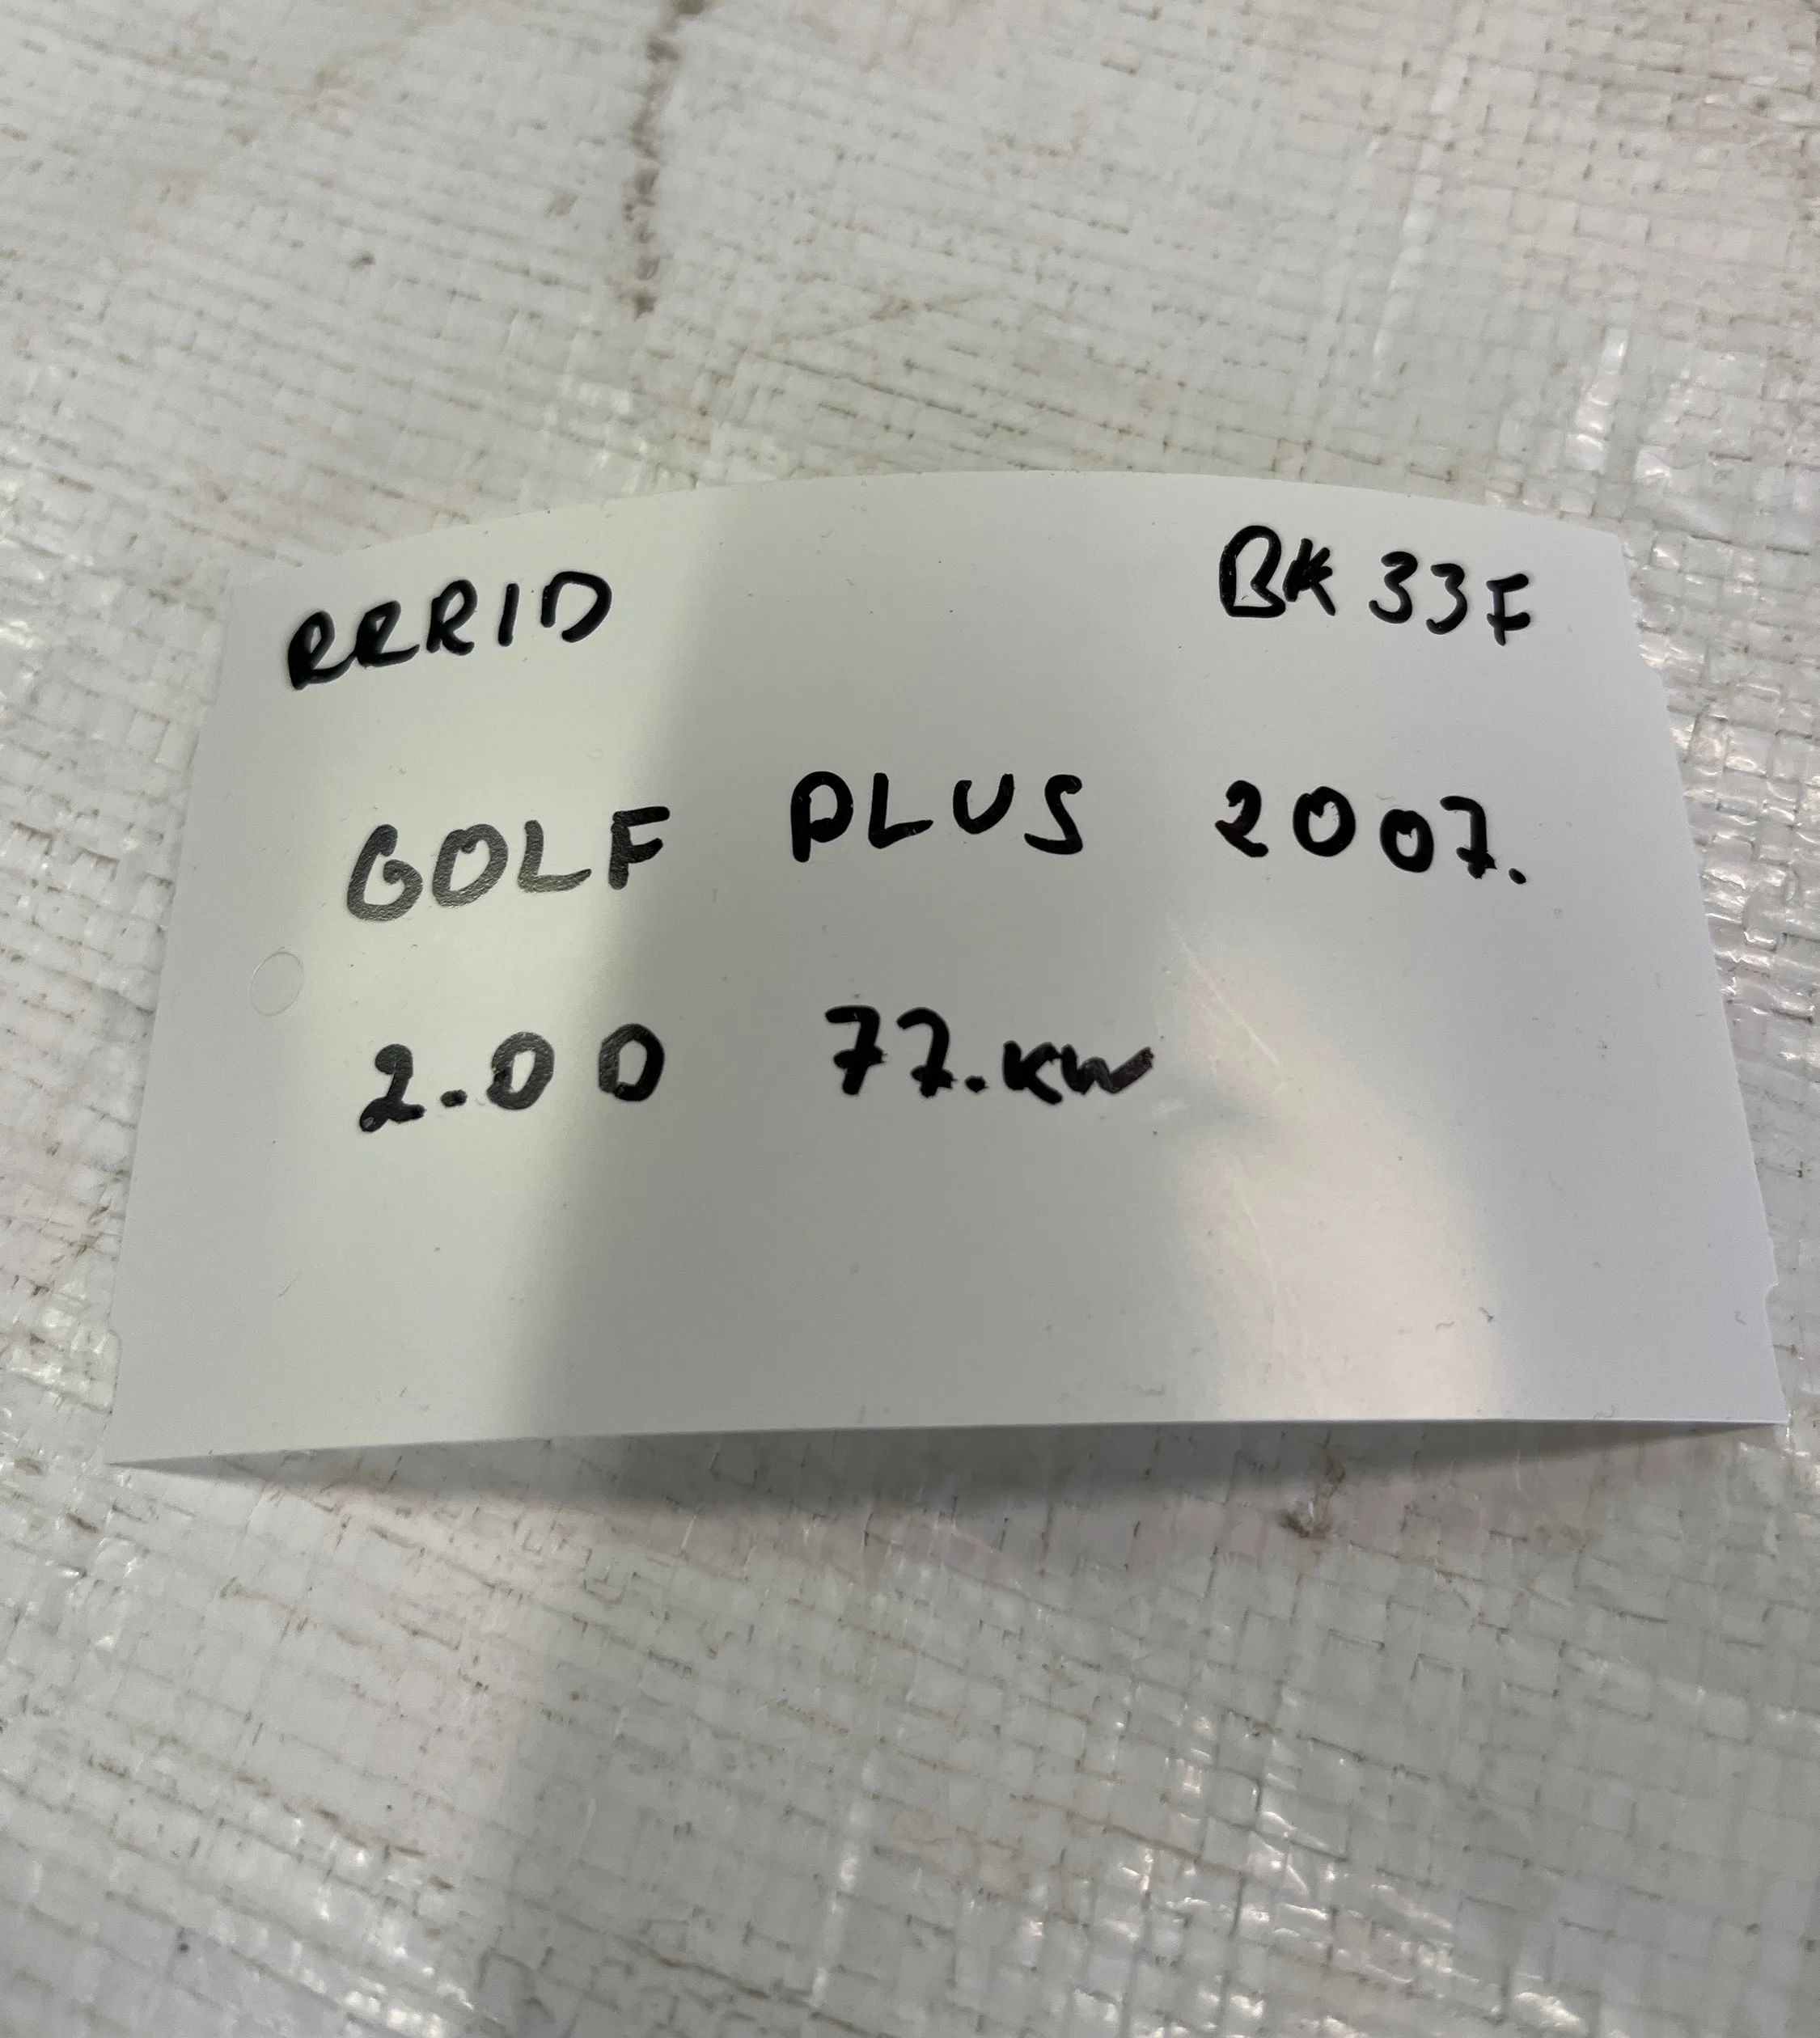 RRRID BK33F
GOLF PLUS 2007.
2.0D 77.KW